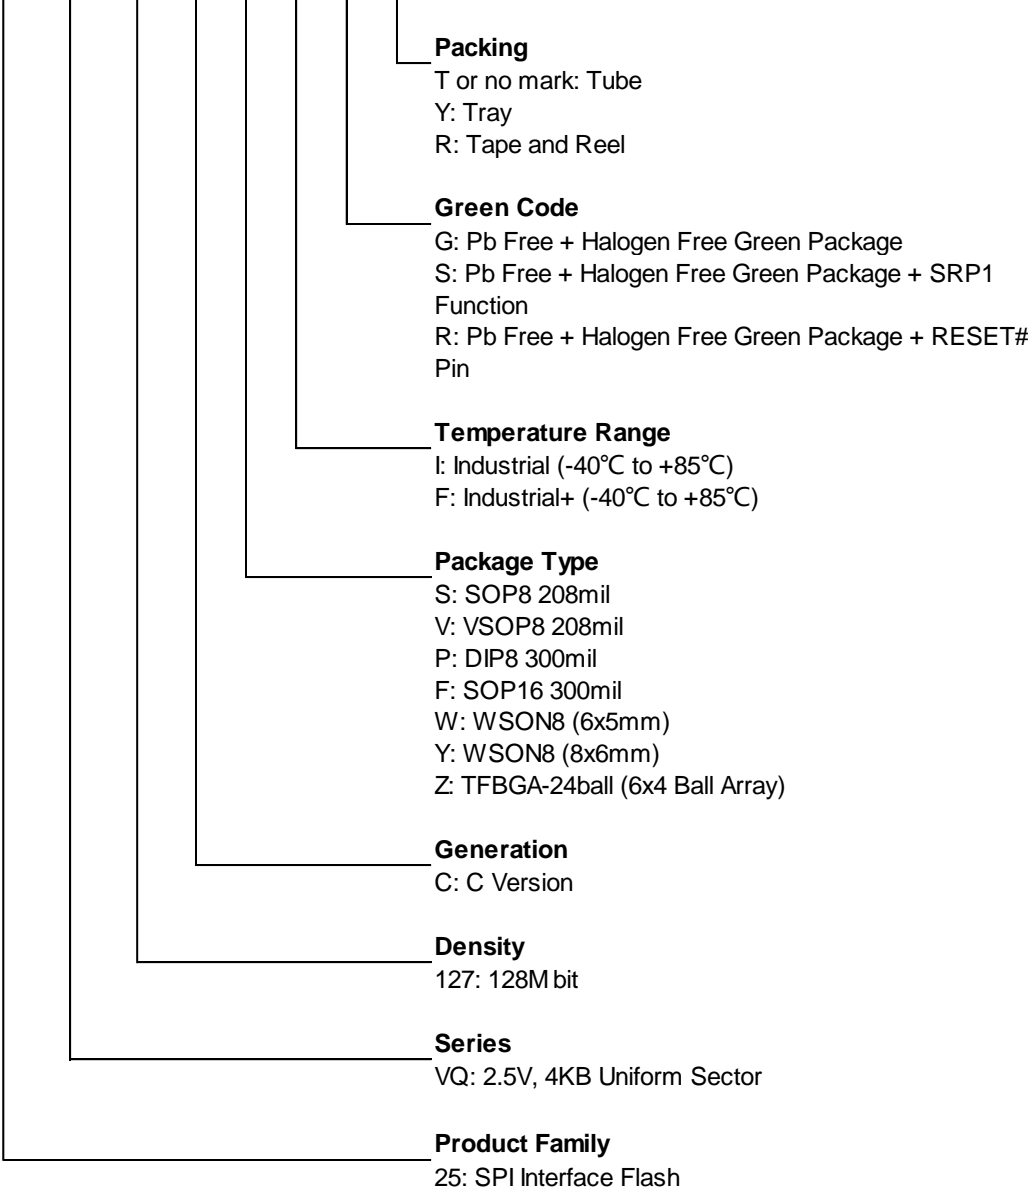 Packing
T or no mark: Tube
Y: Tray
R: Tape and Reel
Green Code
G: Pb Free + Halogen Free Green Package
S: Pb Free + Halogen Free Green Package + SRP1
Function
R: Pb Free + Halogen Free Green Package + RESET#
Pin
Temperature Range
I: Industrial (-40℃ to +85℃)
F: Industrial+ (-40℃ to +85℃)
Package Type
S: SOP8 208mil
V: VSOP8 208mil
P: DIP8 300mil
F: SOP16 300mil
W: WSON8 (6x5mm)
Y: WSON8 (8x6mm)
Z: TFBGA-24ball (6x4 Ball Array)
Generation
C: C Version
Density
127: 128M bit
Series
VQ: 2.5V, 4KB Uniform Sector
Product Family
25: SPI Interface Flash